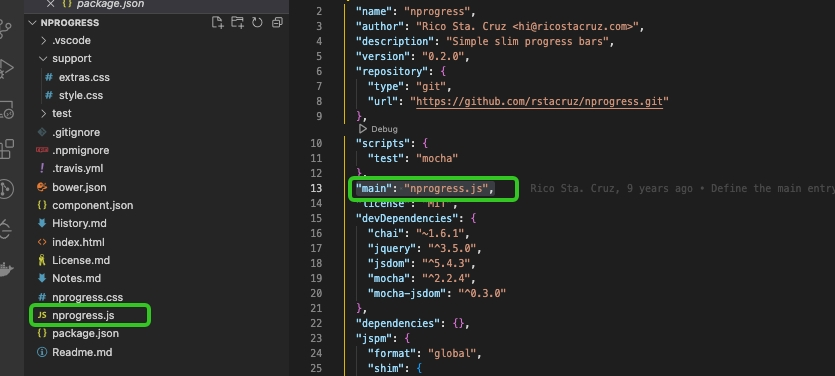 package.json
NPROGRESS
.vscode
support
# extras.css
# style.css
test
.gitignore
.npmignore
.travis.yml
{} bower.json
{} component.json
History.md
<> index.html
License.md
Notes.md
# nprogress.css
JS nprogress.js
{} package.json
Readme.md
2 "name": "nprogress",
3 "author": "Rico Sta. Cruz <hi@ricostacruz.com>",
4 "description": "Simple slim progress bars",
5 "version": "0.2.0",
6 "repository": {
7 "type": "git",
8 "url": "https://github.com/rstacruz/nprogress.git"
9 },
Debug
10 "scripts": {
11 "test": "mocha"
12 },
13 "main": "nprogress.js", Rico Sta. Cruz, 9 years ago • Define the main entry
14 "license": "MIT",
15 "devDependencies": {
16 "chai": "~1.6.1",
17 "jquery": "^3.5.0",
18 "jsdom": "^5.4.3",
19 "mocha": "^2.2.4",
20 "mocha-jsdom": "^0.3.0"
21 },
22 "dependencies": {},
23 "jspm": {
24 "format": "global",
25 "shim": {